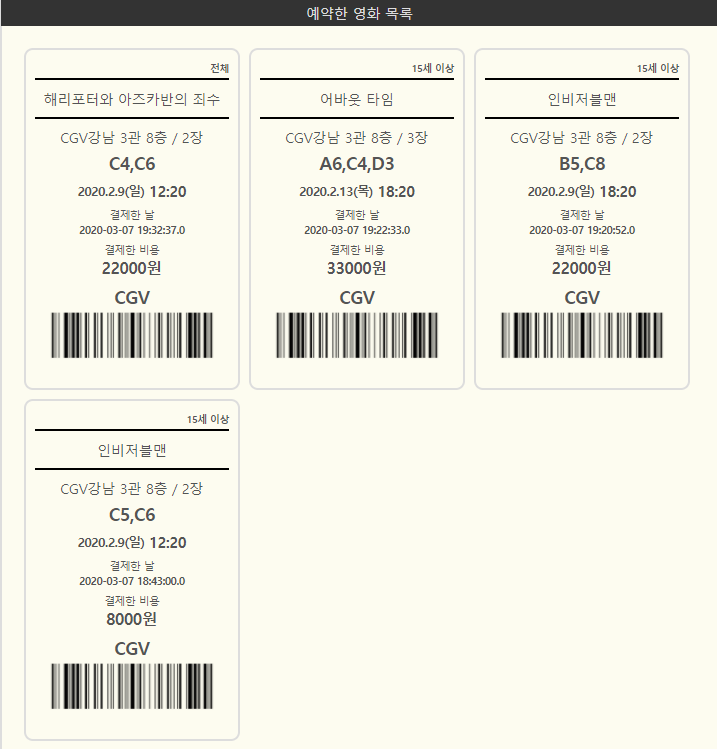 예약한 영화 목록
전체
해리포터와 아즈카반의 죄수
CGV강남 3관 8층 / 2장
C4,C6
2020.2.9(일) 12:20
결제한 날
2020-03-07 19:32:37.0
결제한 비용
22000원
CGV
15세 이상
어바웃 타임
CGV강남 3관 8층 / 3장
A6,C4,D3
2020.2.13(목) 18:20
결제한 날
2020-03-07 19:22:33.0
결제한 비용
33000원
CGV
15세 이상
인비저블맨
CGV강남 3관 8층 / 2장
B5,C8
2020.2.9(일) 18:20
결제한 날
2020-03-07 19:20:52.0
결제한 비용
22000원
CGV
15세 이상
인비저블맨
CGV강남 3관 8층 / 2장
C5,C6
2020.2.9(일) 12:20
결제한 날
2020-03-07 18:43:00.0
결제한 비용
8000원
CGV